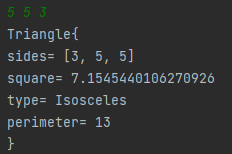 5 5 3
Triangle{
sides= [3, 5, 5]
square= 7.1545440106270926
type= Isosceles
perimeter= 13
}